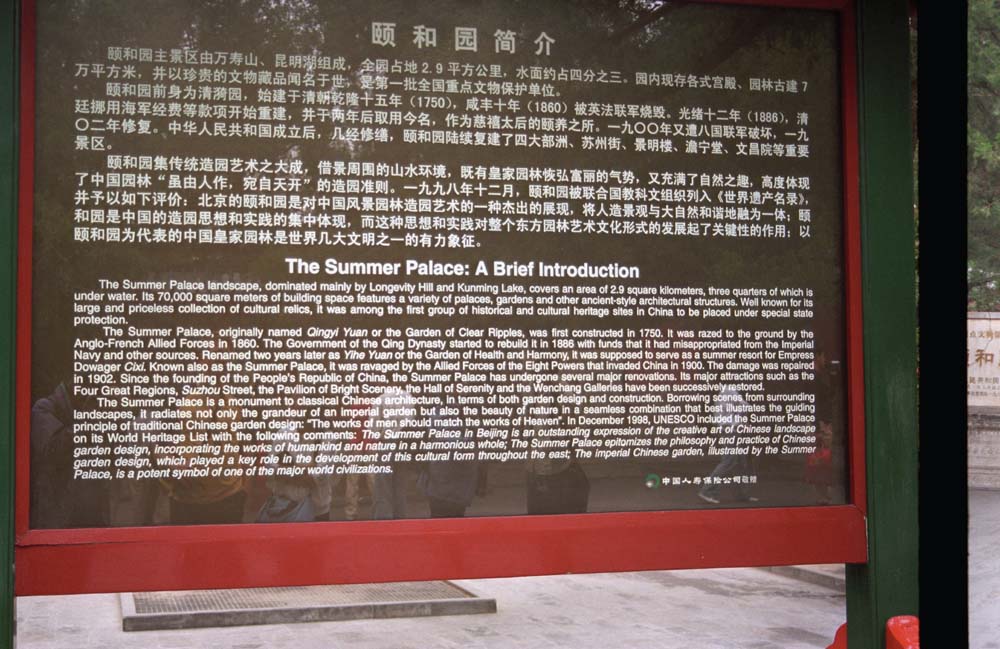 颐和园简介
颐和园主景区由万寿山、昆明湖组成，全园占地2.9平方公里，水面约占四分之三。园内现存各式宫殿、园林古建7
万平方米，并以珍贵的文物藏品闻名于世，是第一批全国重点文物保护单位。
颐和园前身为清漪园，始建于清朝乾隆十五年（1750），咸丰十年（1860）被英法联军烧毁。光绪十二年（1886），清
廷挪用海军经费等款项开始重建，并于两年后取用今名，作为慈禧太后的颐养之所。一九〇〇年又遭八国联军破坏，一九
〇二年修复。中华人民共和国成立后，几经修缮，颐和园陆续复建了四大部洲、苏州街、景明楼、澹宁堂、文昌院等重要
景区。
颐和园集传统造园艺术之大成，借景周围的山水环境，既有皇家园林恢弘富丽的气势，又充满了自然之趣，高度体现
了中国园林“虽由人作，宛自天开”的造园准则。一九九八年十二月，颐和园被联合国教科文组织列入《世界遗产名录》，
并予以如下评价：北京的颐和园是对中国风景园林造园艺术的一种杰出的展现，将人造景观与大自然和谐地融为一体；颐
和园是中国的造园思想和实践的集中体现，而这种思想和实践对整个东方园林艺术文化形式的发展起了关键性的作用；以
颐和园为代表的中国皇家园林是世界几大文明之一的有力象征。
The Summer Palace: A Brief Introduction
The Summer Palace landscape, dominated mainly by Longevity Hill and Kunming Lake, covers an area of 2.9 square kilometers, three quarters of which is
under water. Its 70,000 square meters of building space features a variety of palaces, gardens and other ancient-style architectural structures. Well known for its
large and priceless collection of cultural relics, it was among the first group of historical and cultural heritage sites in China to be placed under special state
protection.
The Summer Palace, originally named Qingyi Yuan or the Garden of Clear Ripples, was first constructed in 1750. It was razed to the ground by the
Anglo-French Allied Forces in 1860. The Government of the Qing Dynasty started to rebuild it in 1886 with funds that it had misappropriated from the Imperial
Navy and other sources. Renamed two years later as Yihe Yuan or the Garden of Health and Harmony, it was supposed to serve as a summer resort for Empress
Dowager Cixi. Known also as the Summer Palace, it was ravaged by the Allied Forces of the Eight Powers that invaded China in 1900. The damage was repaired
in 1902. Since the founding of the People's Republic of China, the Summer Palace has undergone several major renovations. Its major attractions such as the
Four Great Regions, Suzhou Street, the Pavilion of Bright Scenery, the Hall of Serenity and the Wenchang Galleries have been successively restored.
The Summer Palace is a monument to classical Chinese architecture, in terms of both garden design and construction. Borrowing scenes from surrounding
landscapes, it radiates not only the grandeur of an imperial garden but also the beauty of nature in a seamless combination that best illustrates the guiding
principle of traditional Chinese garden design: “The works of men should match the works of Heaven”. In December 1998, UNESCO included the Summer Palace
on its World Heritage List with the following comments: The Summer Palace in Beijing is an outstanding expression of the creative art of Chinese landscape
garden design, incorporating the works of humankind and nature in a harmonious whole; The Summer Palace epitomizes the philosophy and practice of Chinese
garden design, which played a key role in the development of this cultural form throughout the east; The imperial Chinese garden, illustrated by the Summer
Palace, is a potent symbol of one of the major world civilizations.
中国人寿保险公司敬赠
和